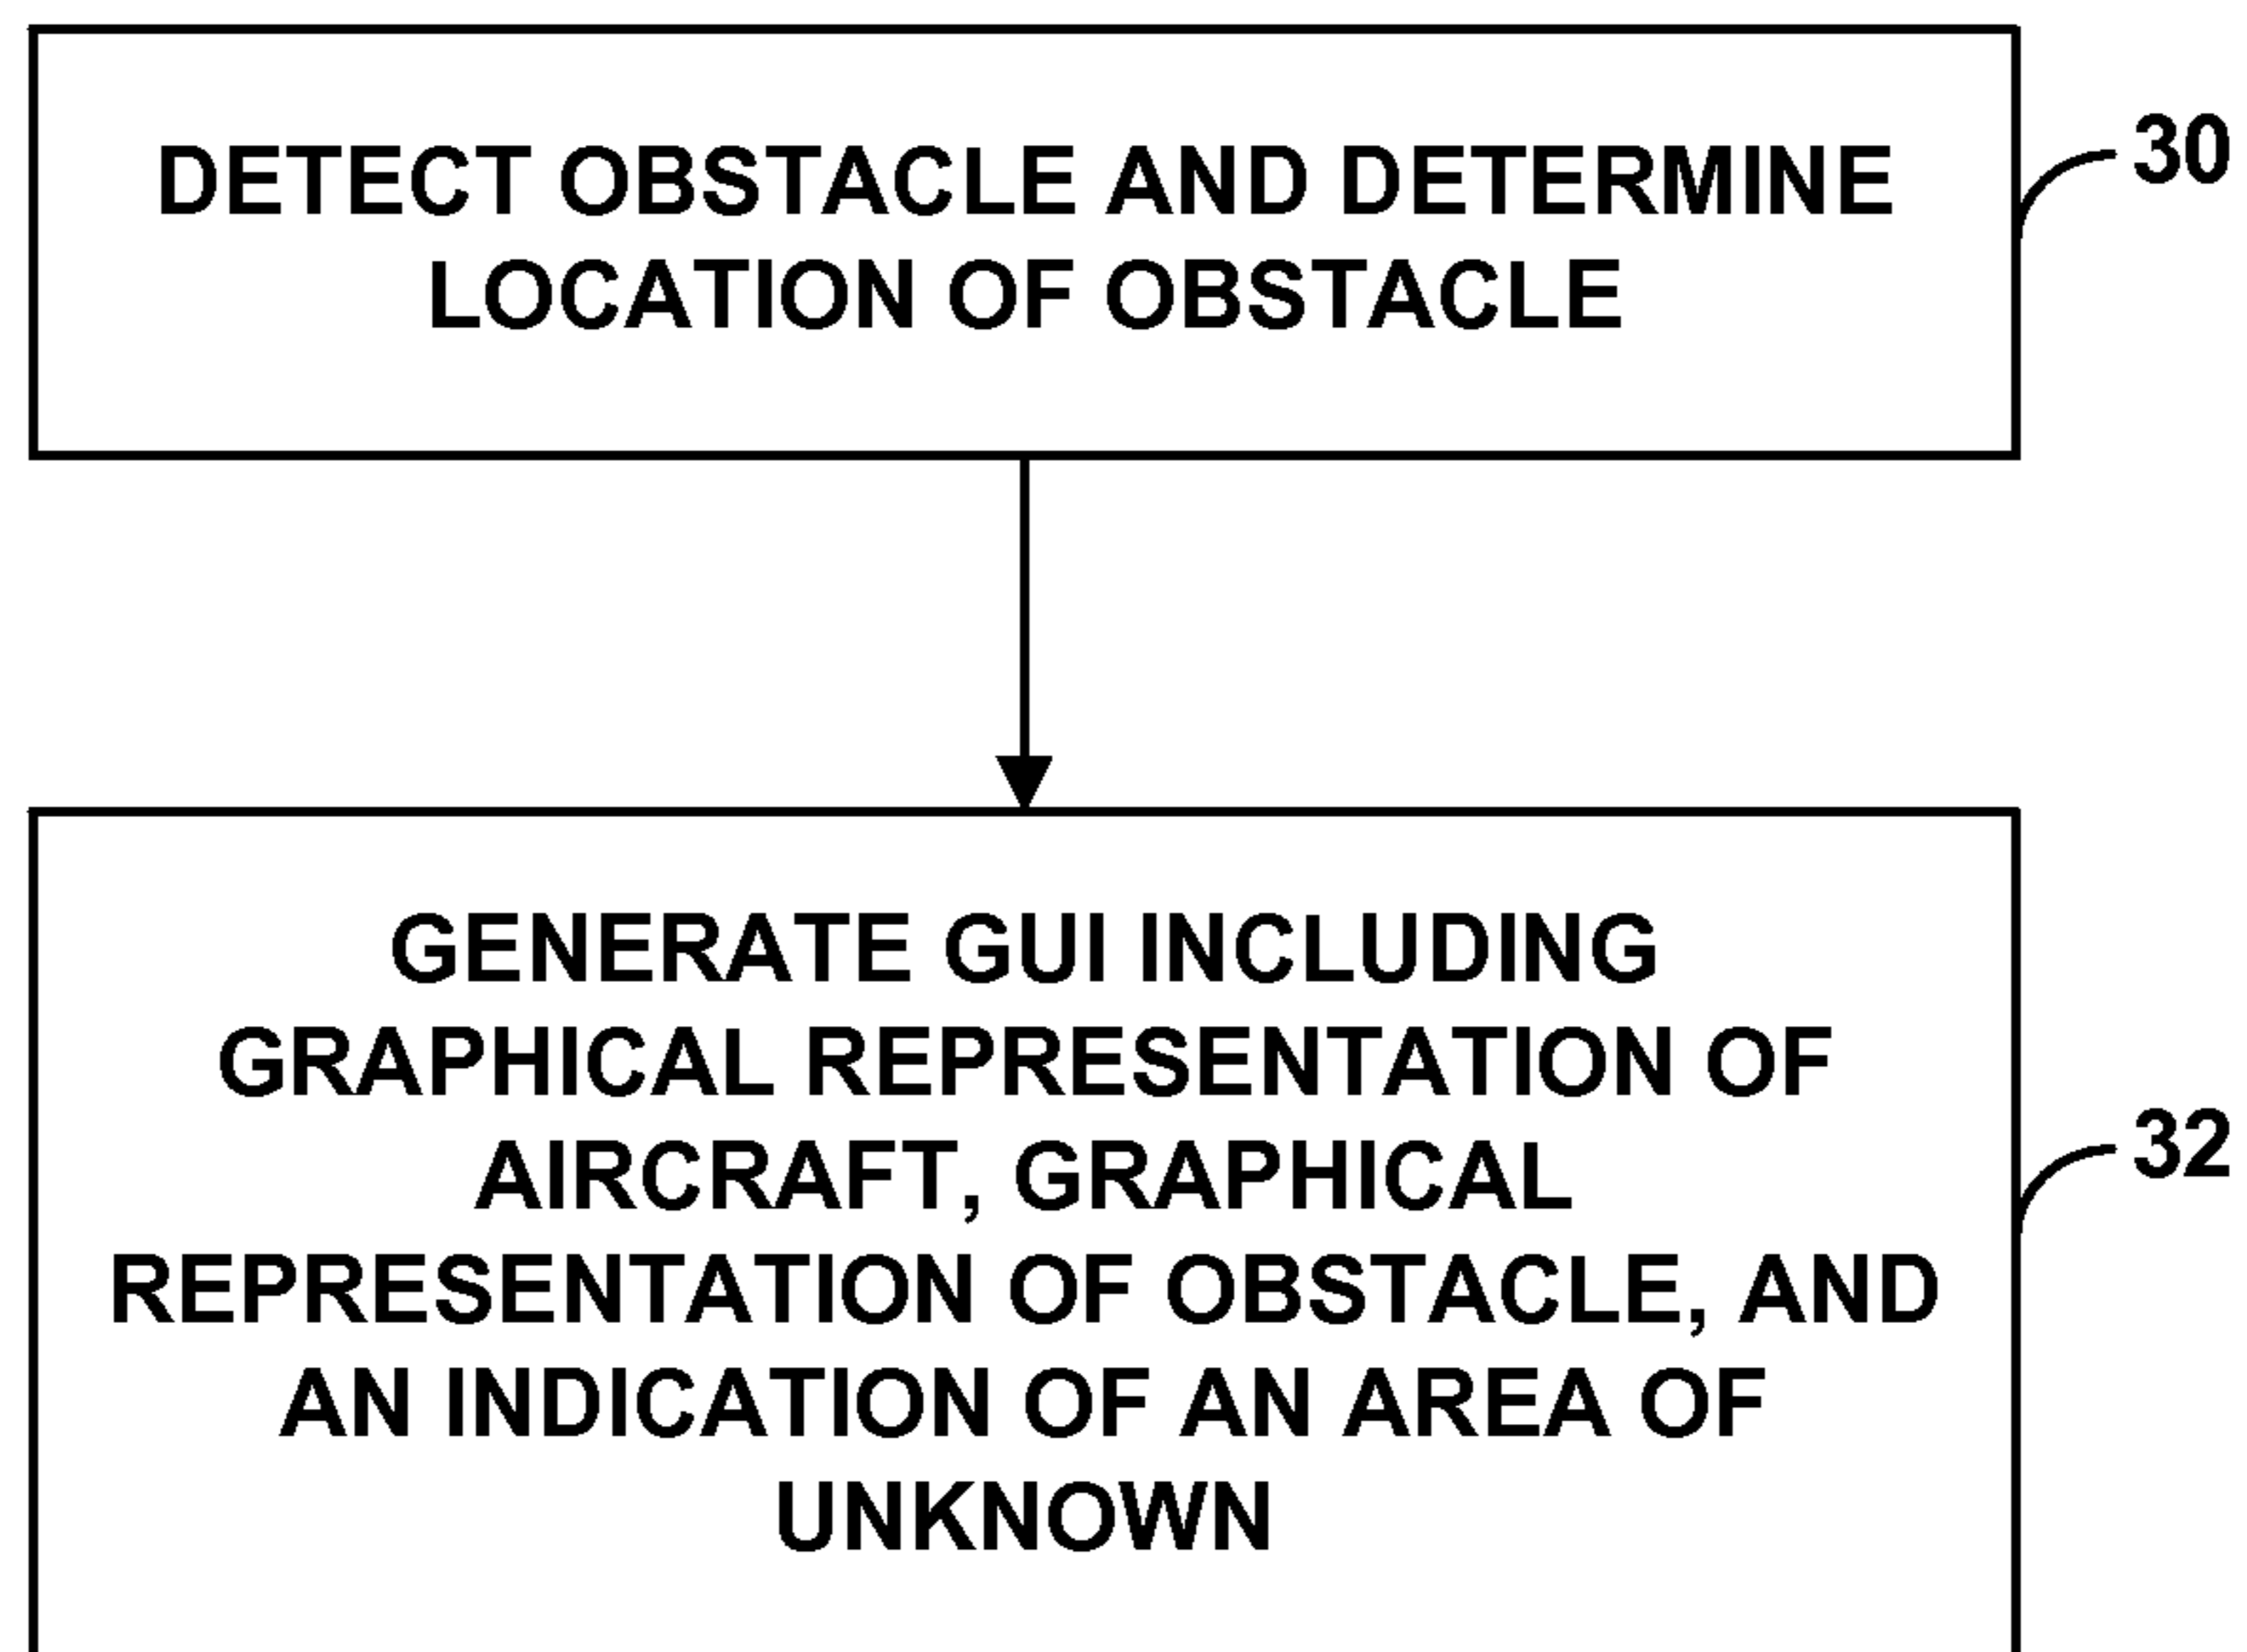 DETECT OBSTACLE AND DETERMINE
LOCATION OF OBSTACLE
30
GENERATE GUI INCLUDING
GRAPHICAL REPRESENTATION OF
AIRCRAFT, GRAPHICAL
REPRESENTATION OF OBSTACLE, AND
AN INDICATION OF AN AREA OF
UNKNOWN
32